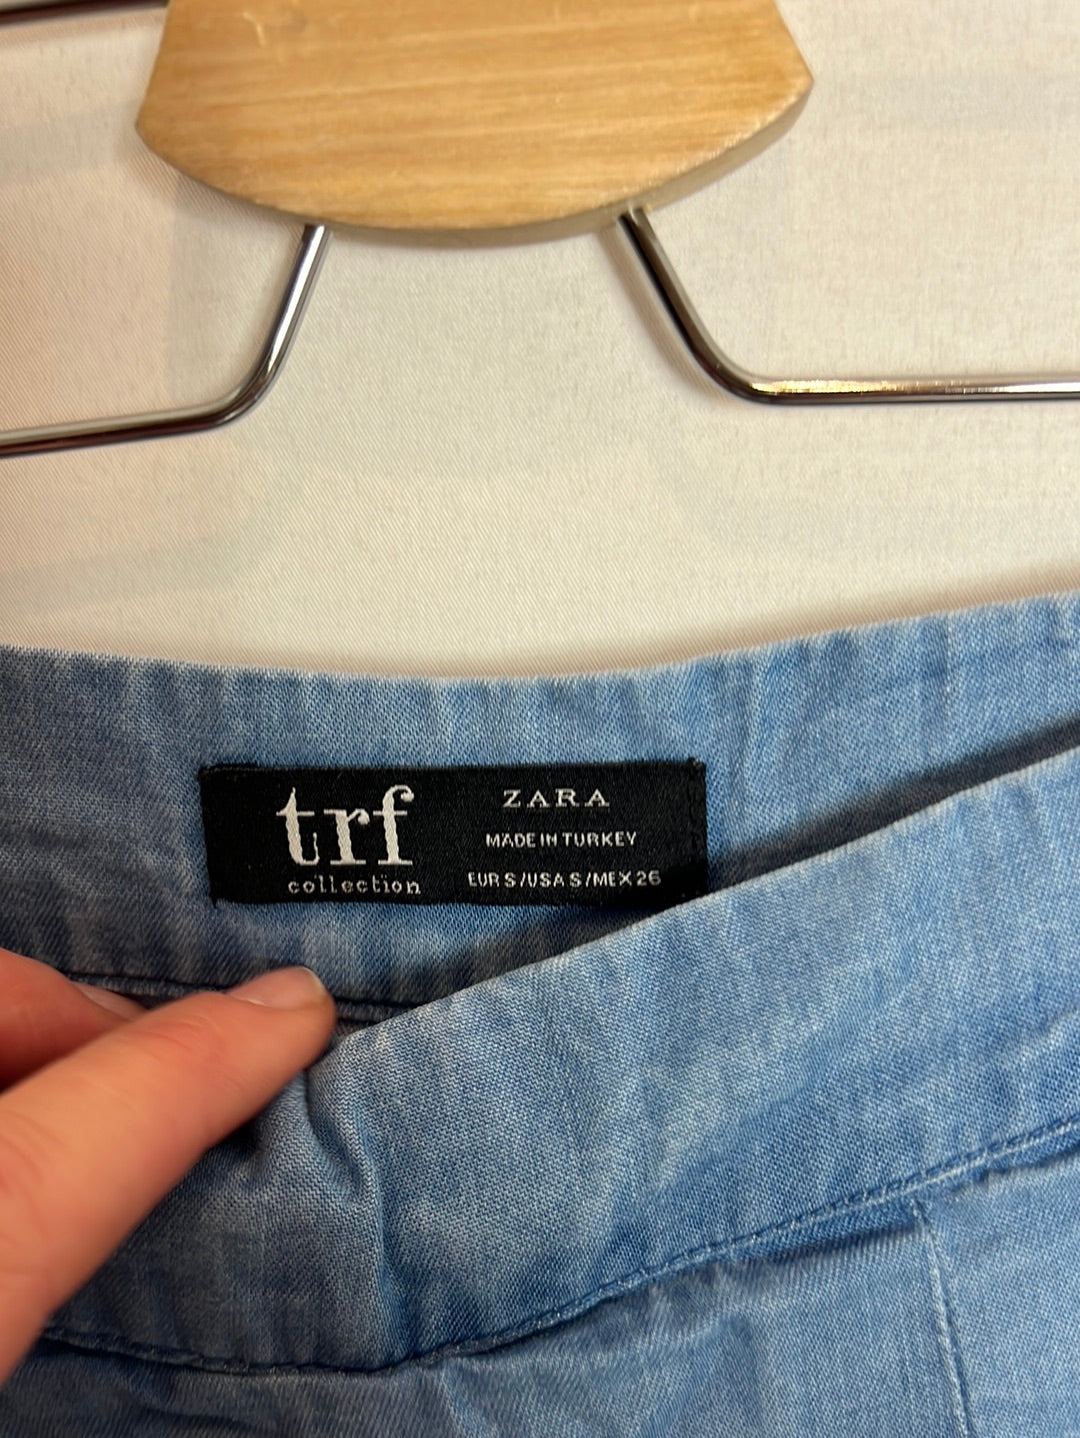 trf
collection
ZARA
MADE IN TURKEY
EUR S/USA S/MEX 26